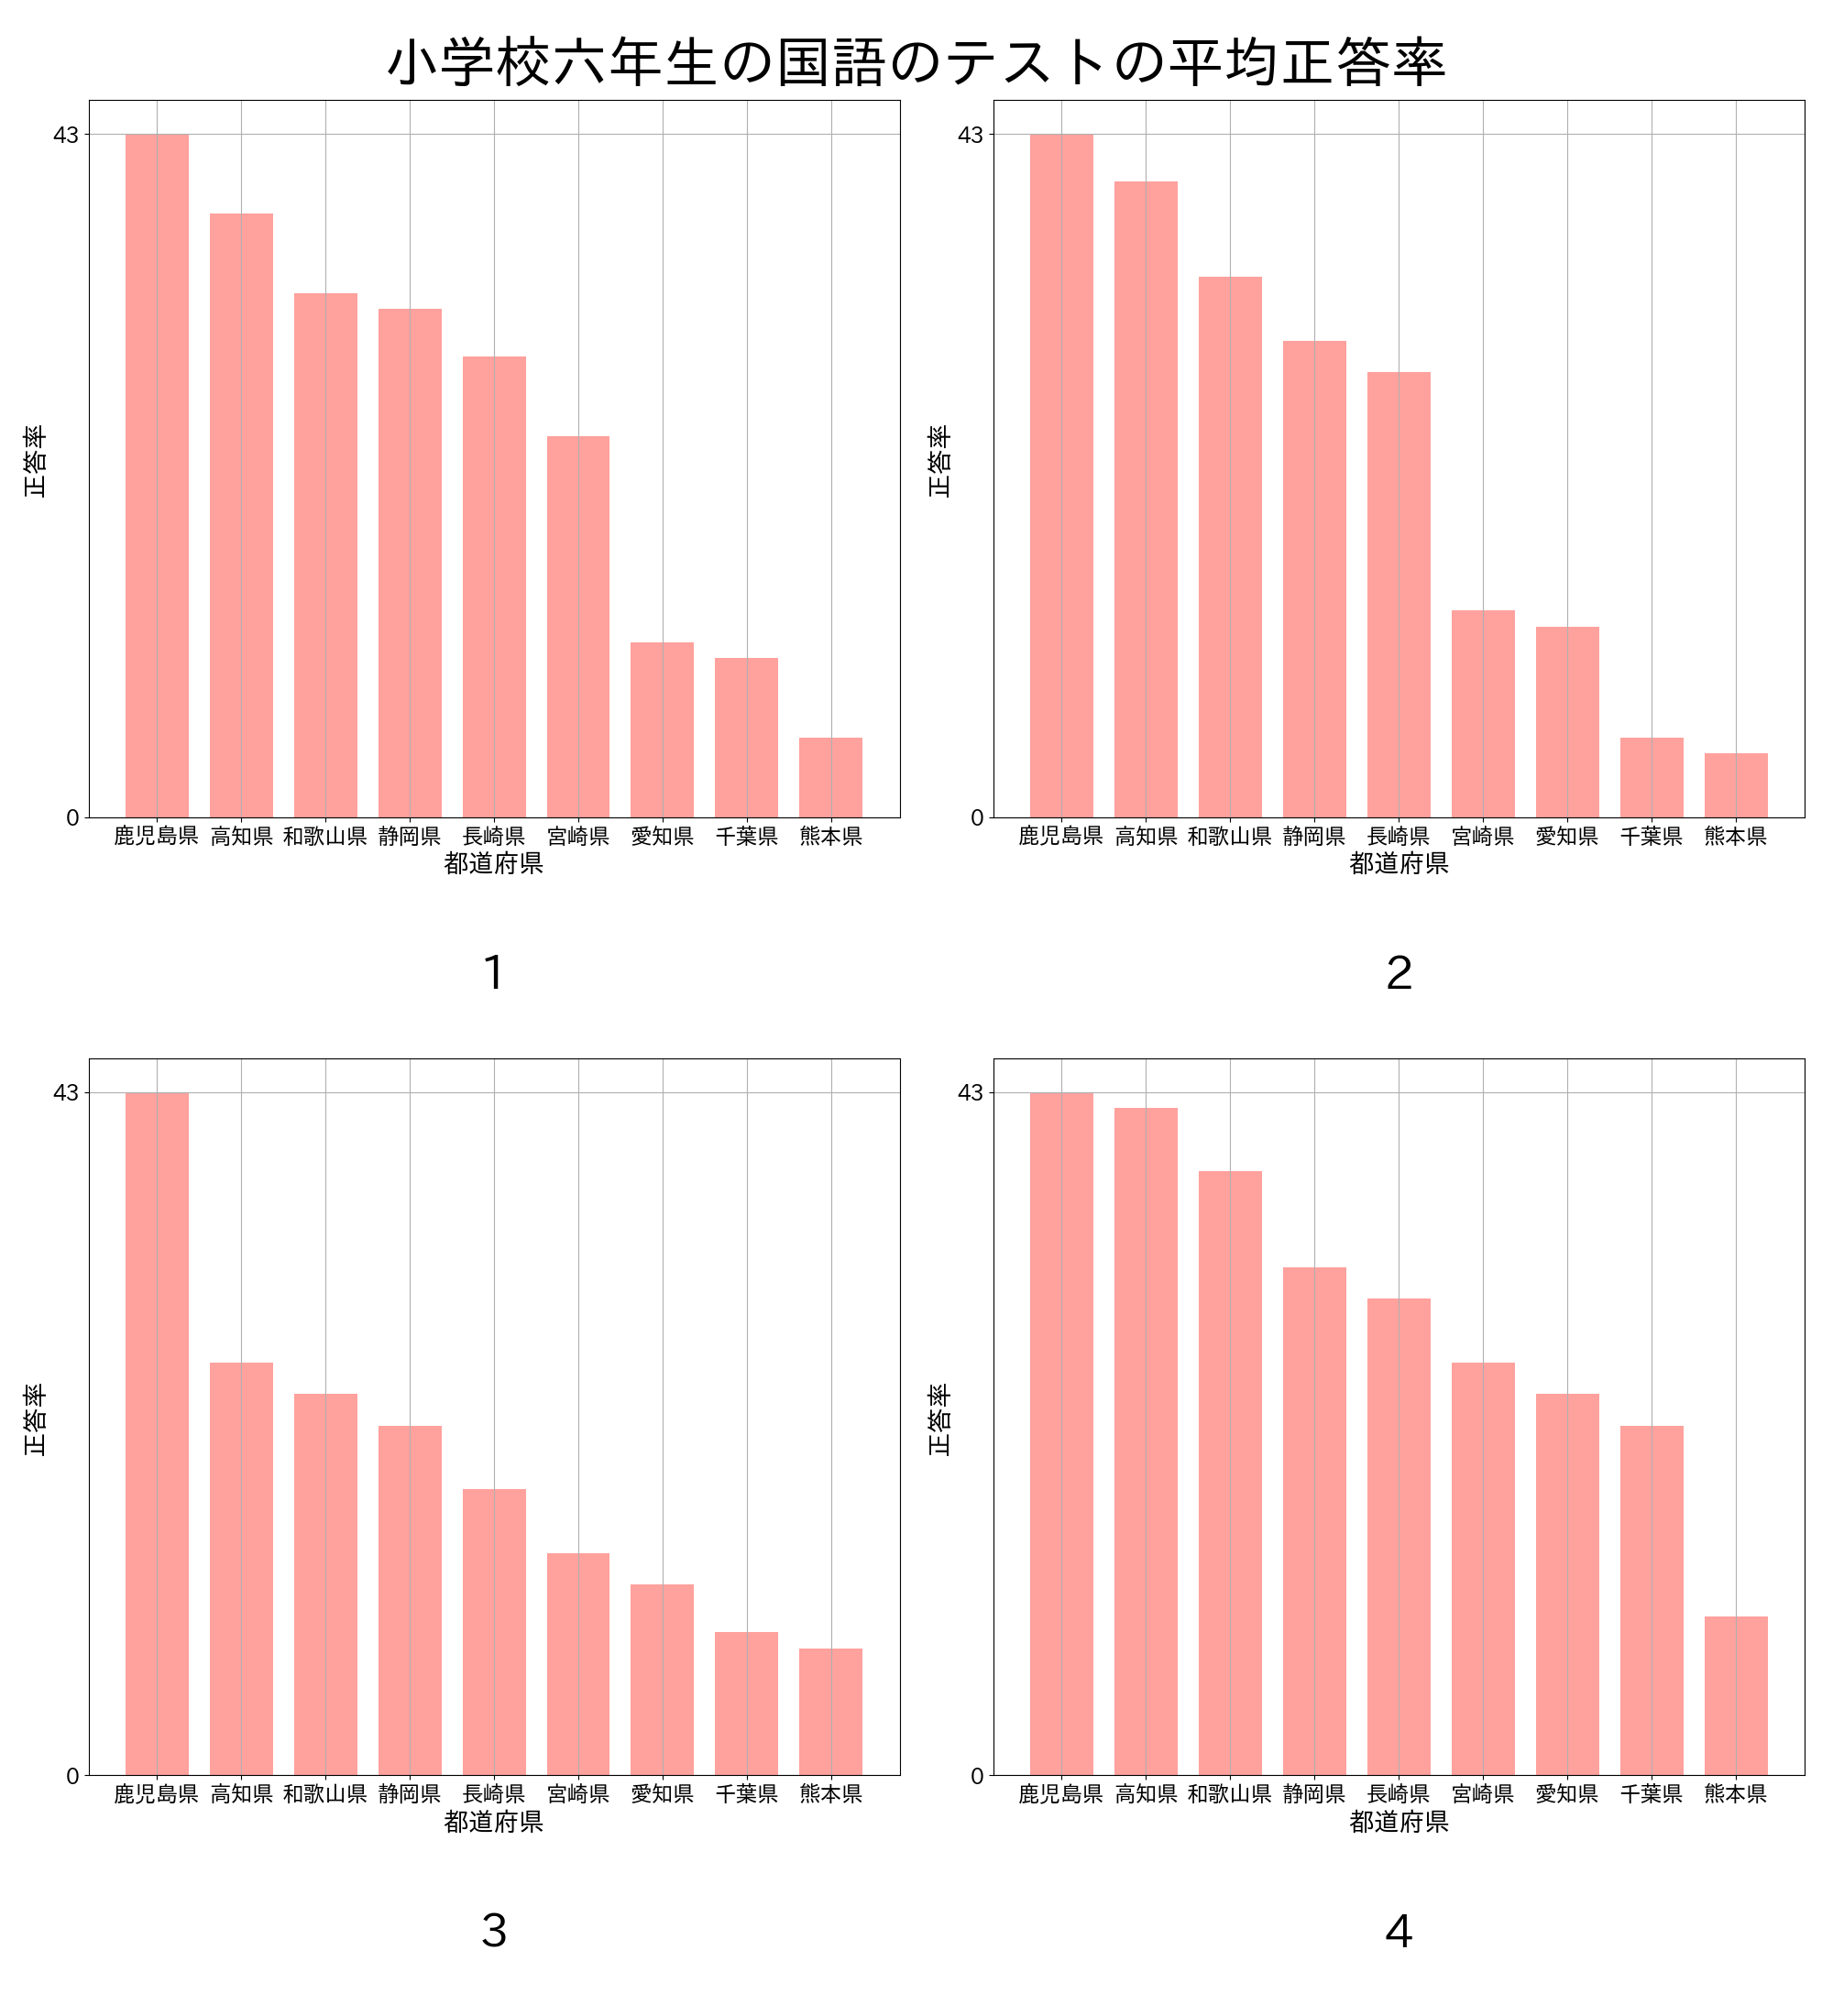 小学校六年生の国語のテストの平均正答率
43
0
正答率
鹿児島県 高知県 和歌山県 静岡県 長崎県 宮崎県 愛知県 千葉県 熊本県
都道府県
1
43
0
正答率
鹿児島県 高知県 和歌山県 静岡県 長崎県 宮崎県 愛知県 千葉県 熊本県
都道府県
2
43
0
正答率
鹿児島県 高知県 和歌山県 静岡県 長崎県 宮崎県 愛知県 千葉県 熊本県
都道府県
3
43
0
正答率
鹿児島県 高知県 和歌山県 静岡県 長崎県 宮崎県 愛知県 千葉県 熊本県
都道府県
4